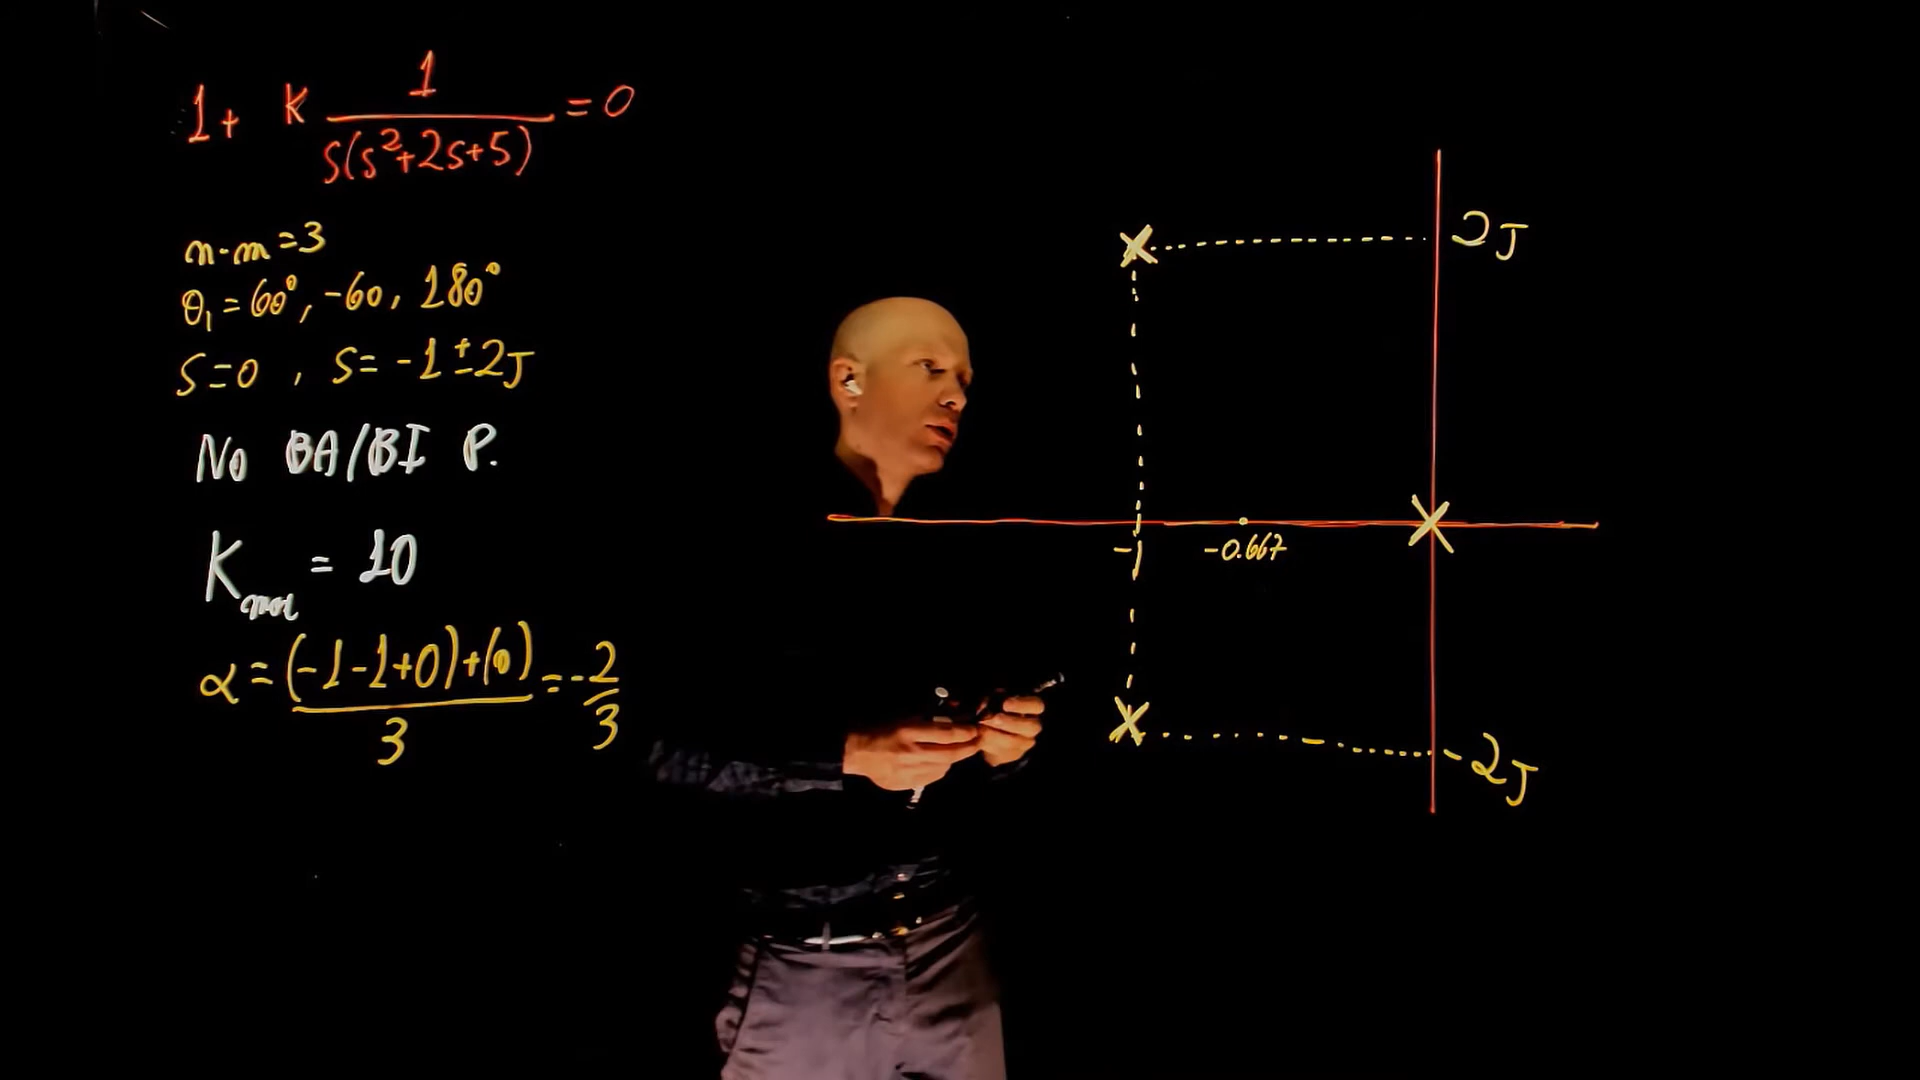 1 + K 1/(s(s²+2s+5)) = 0
n-m=3
θ₁ = 60°, -60, 180°
S=0 , S= -1 ± 2J
No BA/BI P.
K = 10
α = ((-1-1+0)+(0))/3 = -2/3
2J
-1 -0.667
-2J